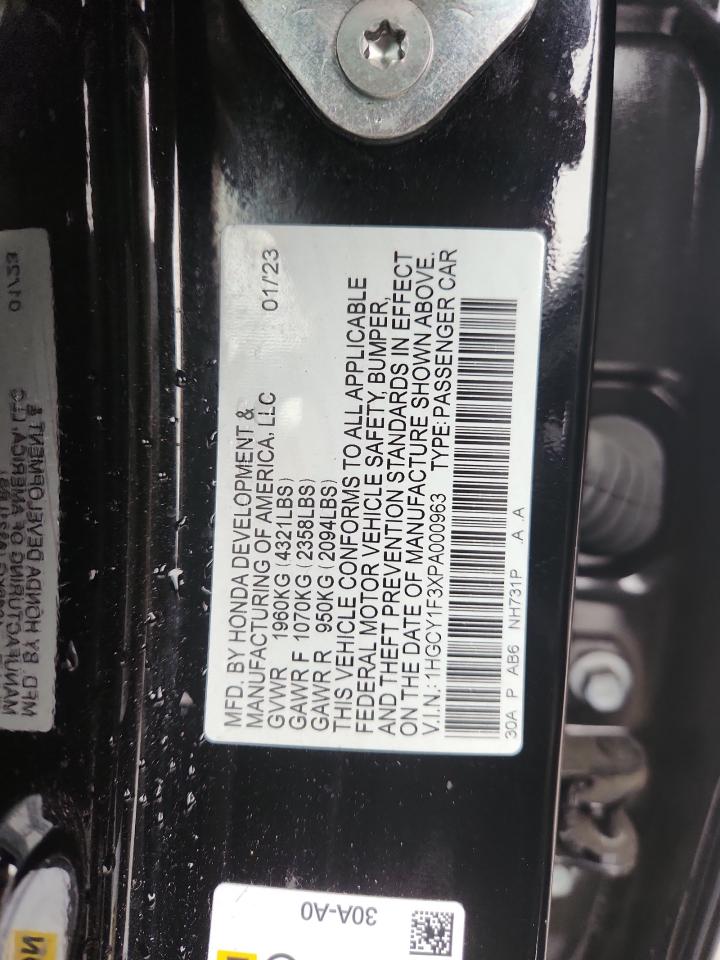 MFD. BY HONDA DEVELOPMENT &
MANUFACTURING OF AMERICA, LLC 01/'23
GVWR 1960KG (4321LBS)
GAWR F 1070KG (2358LBS)
GAWR R 950KG (2094LBS)
THIS VEHICLE CONFORMS TO ALL APPLICABLE
FEDERAL MOTOR VEHICLE SAFETY, BUMPER,
AND THEFT PREVENTION STANDARDS IN EFFECT
ON THE DATE OF MANUFACTURE SHOWN ABOVE.
V.I.N.: 1HGCY1F3XPA000963 TYPE: PASSENGER CAR
30A P AB6 NH731P .A .A
30A-A0